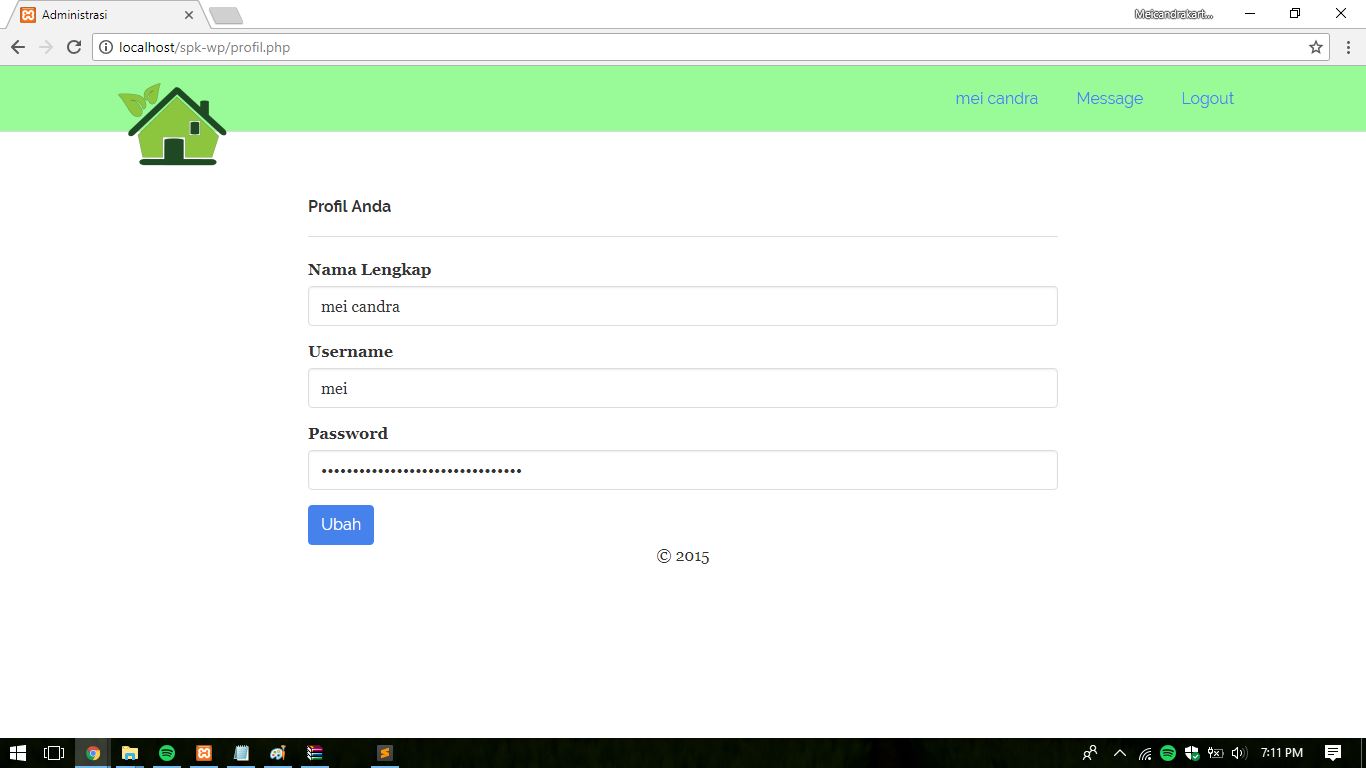 Administrasi
Meicandrakart...
localhost/spk-wp/profil.php
mei candra Message Logout
Profil Anda
Nama Lengkap
mei candra
Username
mei
Password
••••••••••••••••••••••••••••••••
Ubah
© 2015
7:11 PM